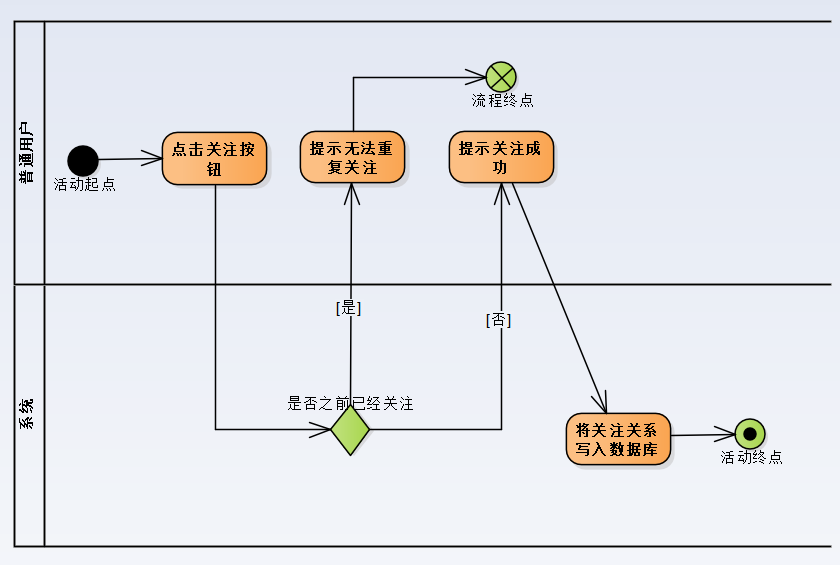 普通用户
活动起点
点击关注按
钮
提示无法重
复关注
流程终点
提示关注成
功
[是]
[否]
系统
是否之前已经关注
将关注关系
写入数据库
活动终点